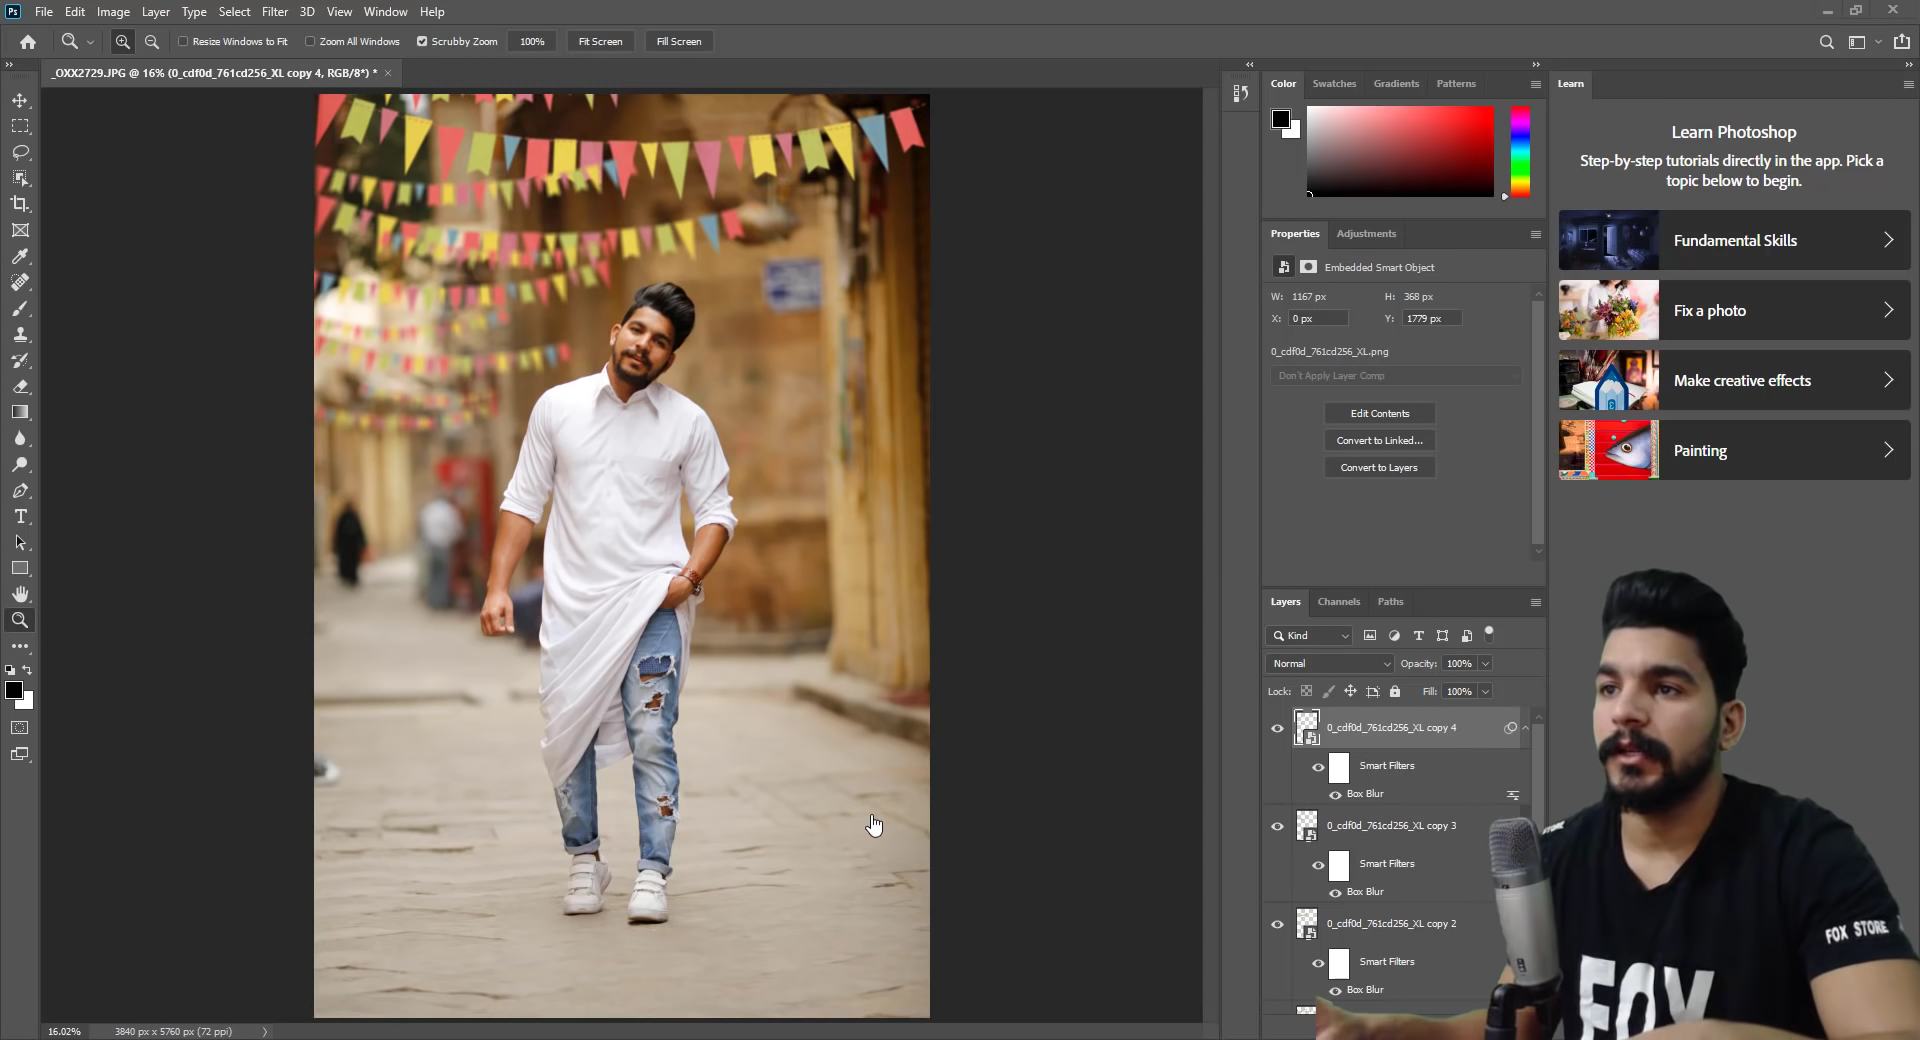 Ps File Edit Image Layer Type Select Filter 3D View Window Help
Resize Windows to Fit Zoom All Windows Scrubby Zoom 100% Fit Screen Fill Screen
_OXX2729.JPG @ 16% (0_cdf0d_761cd256_XL copy 4, RGB/8*) * ×
Color Swatches Gradients Patterns
Learn
Learn Photoshop
Step-by-step tutorials directly in the app. Pick a
topic below to begin.
Fundamental Skills
Fix a photo
Make creative effects
Painting
Properties Adjustments
Embedded Smart Object
W: 1167 px H: 368 px
X: 0 px Y: 1779 px
0_cdf0d_761cd256_XL.png
Don't Apply Layer Comp
Edit Contents
Convert to Linked...
Convert to Layers
Layers Channels Paths
Kind
Normal Opacity: 100%
Lock: Fill: 100%
0_cdf0d_761cd256_XL copy 4
Smart Filters
Box Blur
0_cdf0d_761cd256_XL copy 3
Smart Filters
Box Blur
0_cdf0d_761cd256_XL copy 2
Smart Filters
Box Blur
FOX STORE
FOX
16.02% 3840 px x 5760 px (72 ppi)